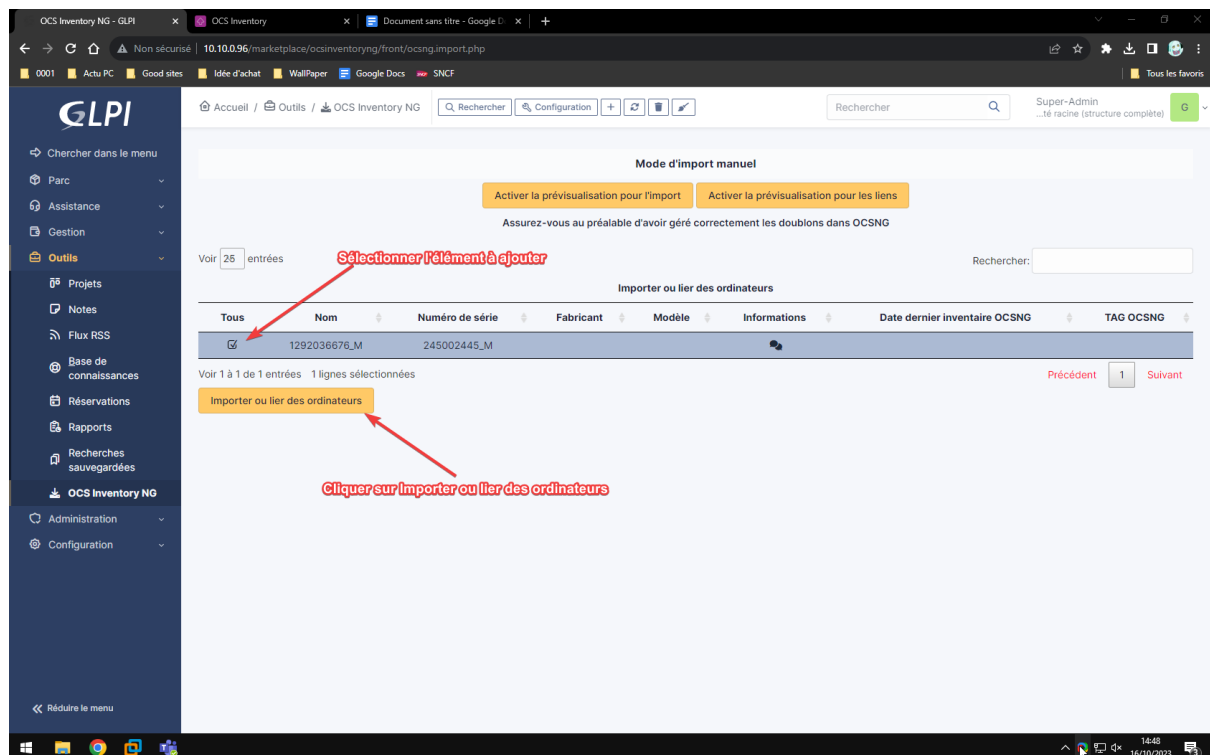 OCS Inventory NG - GLPI
OCS Inventory
Document sans titre - Google D
Non sécurisé
10.10.0.96/marketplace/ocsinventoryng/front/ocsng.import.php
0001
Actu PC
Good sites
Idée d'achat
WallPaper
Google Docs
SNCF
Tous les favoris
GLPI
Accueil / Outils / OCS Inventory NG
Rechercher
Configuration
Rechercher
Super-Admin
...té racine (structure complète)
G
Chercher dans le menu
Parc
Assistance
Gestion
Outils
Projets
Notes
Flux RSS
Base de
connaissances
Réservations
Rapports
Recherches
sauvegardées
OCS Inventory NG
Administration
Configuration
Réduire le menu
Mode d'import manuel
Activer la prévisualisation pour l'import
Activer la prévisualisation pour les liens
Assurez-vous au préalable d'avoir géré correctement les doublons dans OCSNG
Voir 25 entrées
Sélectionner l'élément à ajouter
Rechercher:
Importer ou lier des ordinateurs
Tous Nom Numéro de série Fabricant Modèle Informations Date dernier inventaire OCSNG TAG OCSNG
1292036676_M 245002445_M
Voir 1 à 1 de 1 entrées 1 lignes sélectionnées
Précédent 1 Suivant
Importer ou lier des ordinateurs
Cliquer sur Importer ou lier des ordinateurs
14:48
16/10/2023